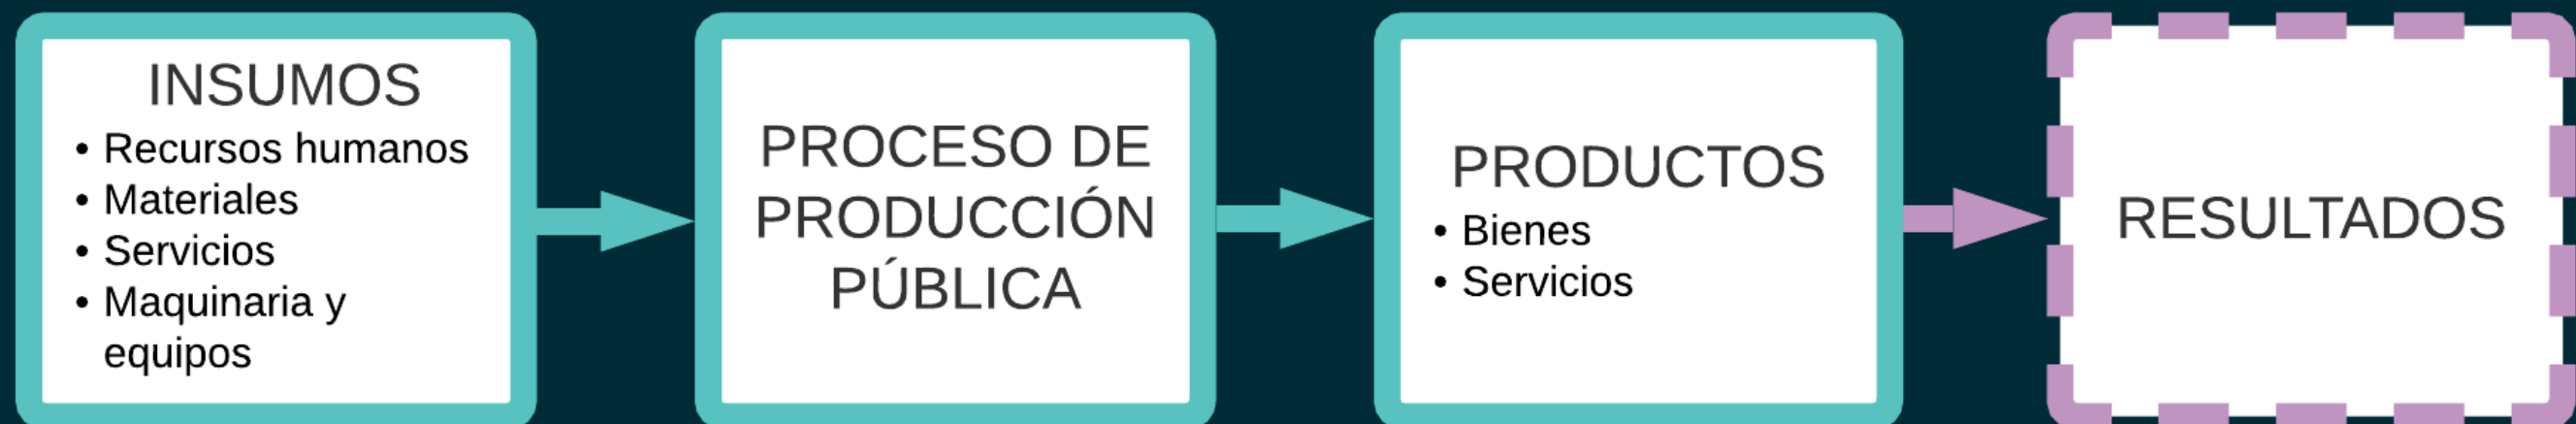 INSUMOS
• Recursos humanos
• Materiales
• Servicios
• Maquinaria y
equipos
PROCESO DE
PRODUCCIÓN
PÚBLICA
PRODUCTOS
• Bienes
• Servicios
RESULTADOS